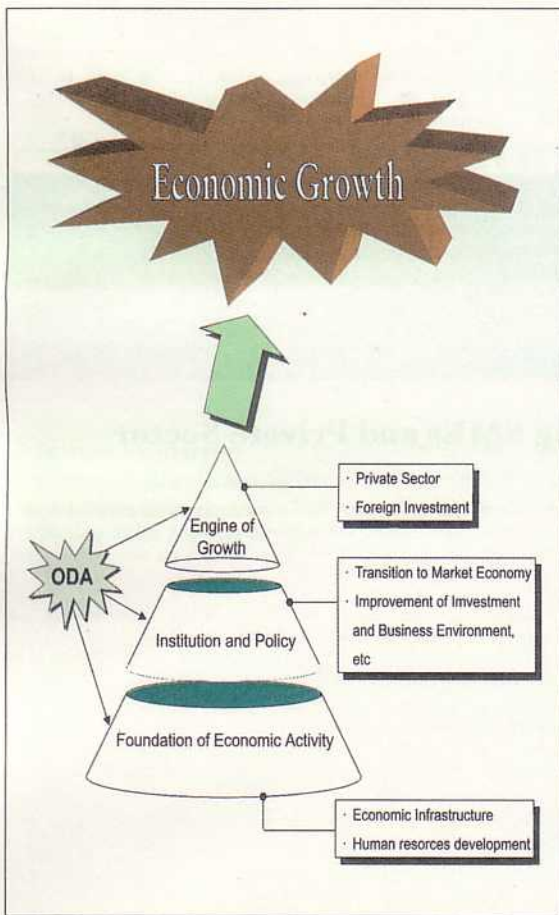 Economic Growth
· Private Sector
· Foreign Investment
Engine of
Growth
ODA
· Transition to Market Economy
· Improvement of Imvestment
and Business Environment,
etc
Institution and Policy
Foundation of Economic Activity
· Economic Infrastructure
· Human resorces development